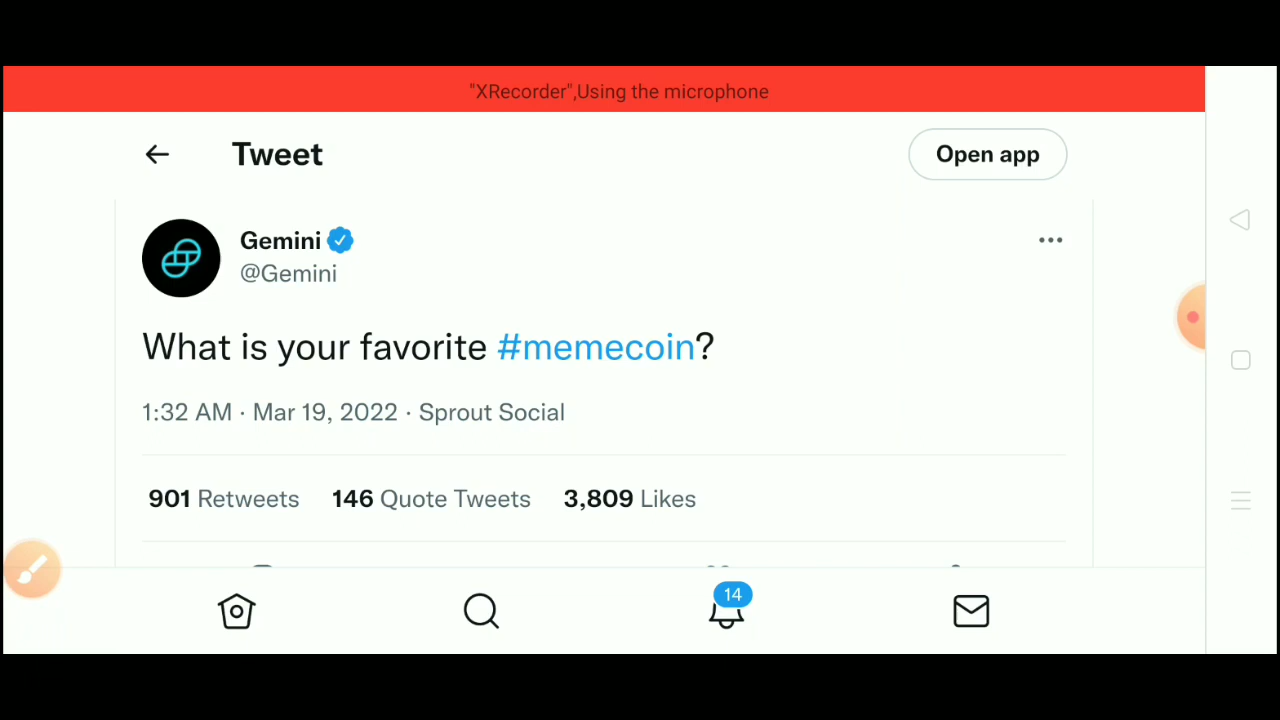 "XRecorder",Using the microphone
Tweet
Open app
Gemini
@Gemini
What is your favorite #memecoin?
1:32 AM · Mar 19, 2022 · Sprout Social
901 Retweets 146 Quote Tweets 3,809 Likes
14